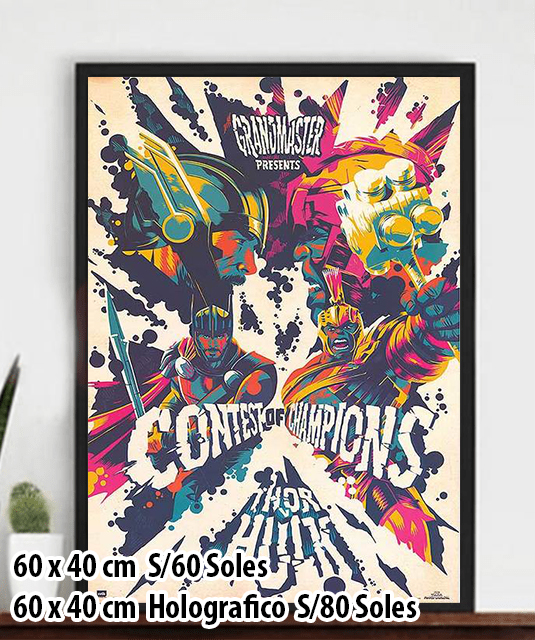 GRANDMASTER
PRESENTS
CONTEST OF CHAMPIONS
THOR
HULK
60 x 40 cm S/60 Soles
60 x 40 cm Holografico S/80 Soles